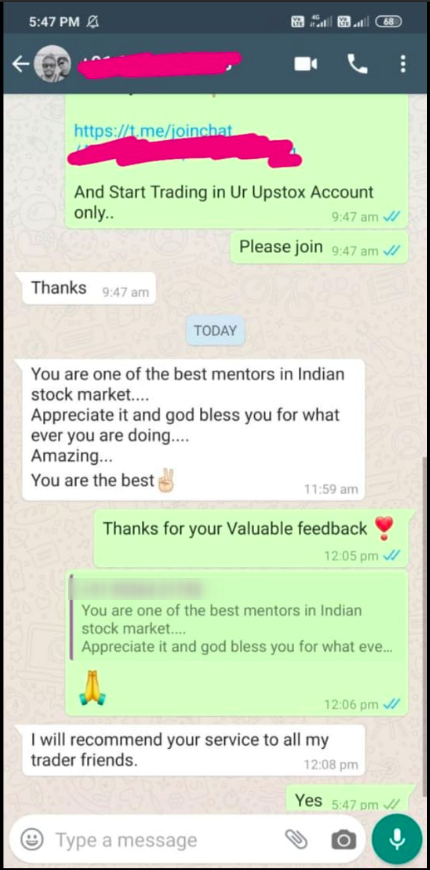 5:47 PM
4G
68
https://t.me/joinchat
And Start Trading in Ur Upstox Account
only..
9:47 am
Please join 9:47 am
Thanks 9:47 am
TODAY
You are one of the best mentors in Indian
stock market....
Appreciate it and god bless you for what
ever you are doing....
Amazing...
You are the best✌🏻
11:59 am
Thanks for your Valuable feedback ❣️
12:05 pm
You are one of the best mentors in Indian
stock market....
Appreciate it and god bless you for what eve...
🙏
12:06 pm
I will recommend your service to all my
trader friends.
12:08 pm
Yes 5:47 pm
Type a message